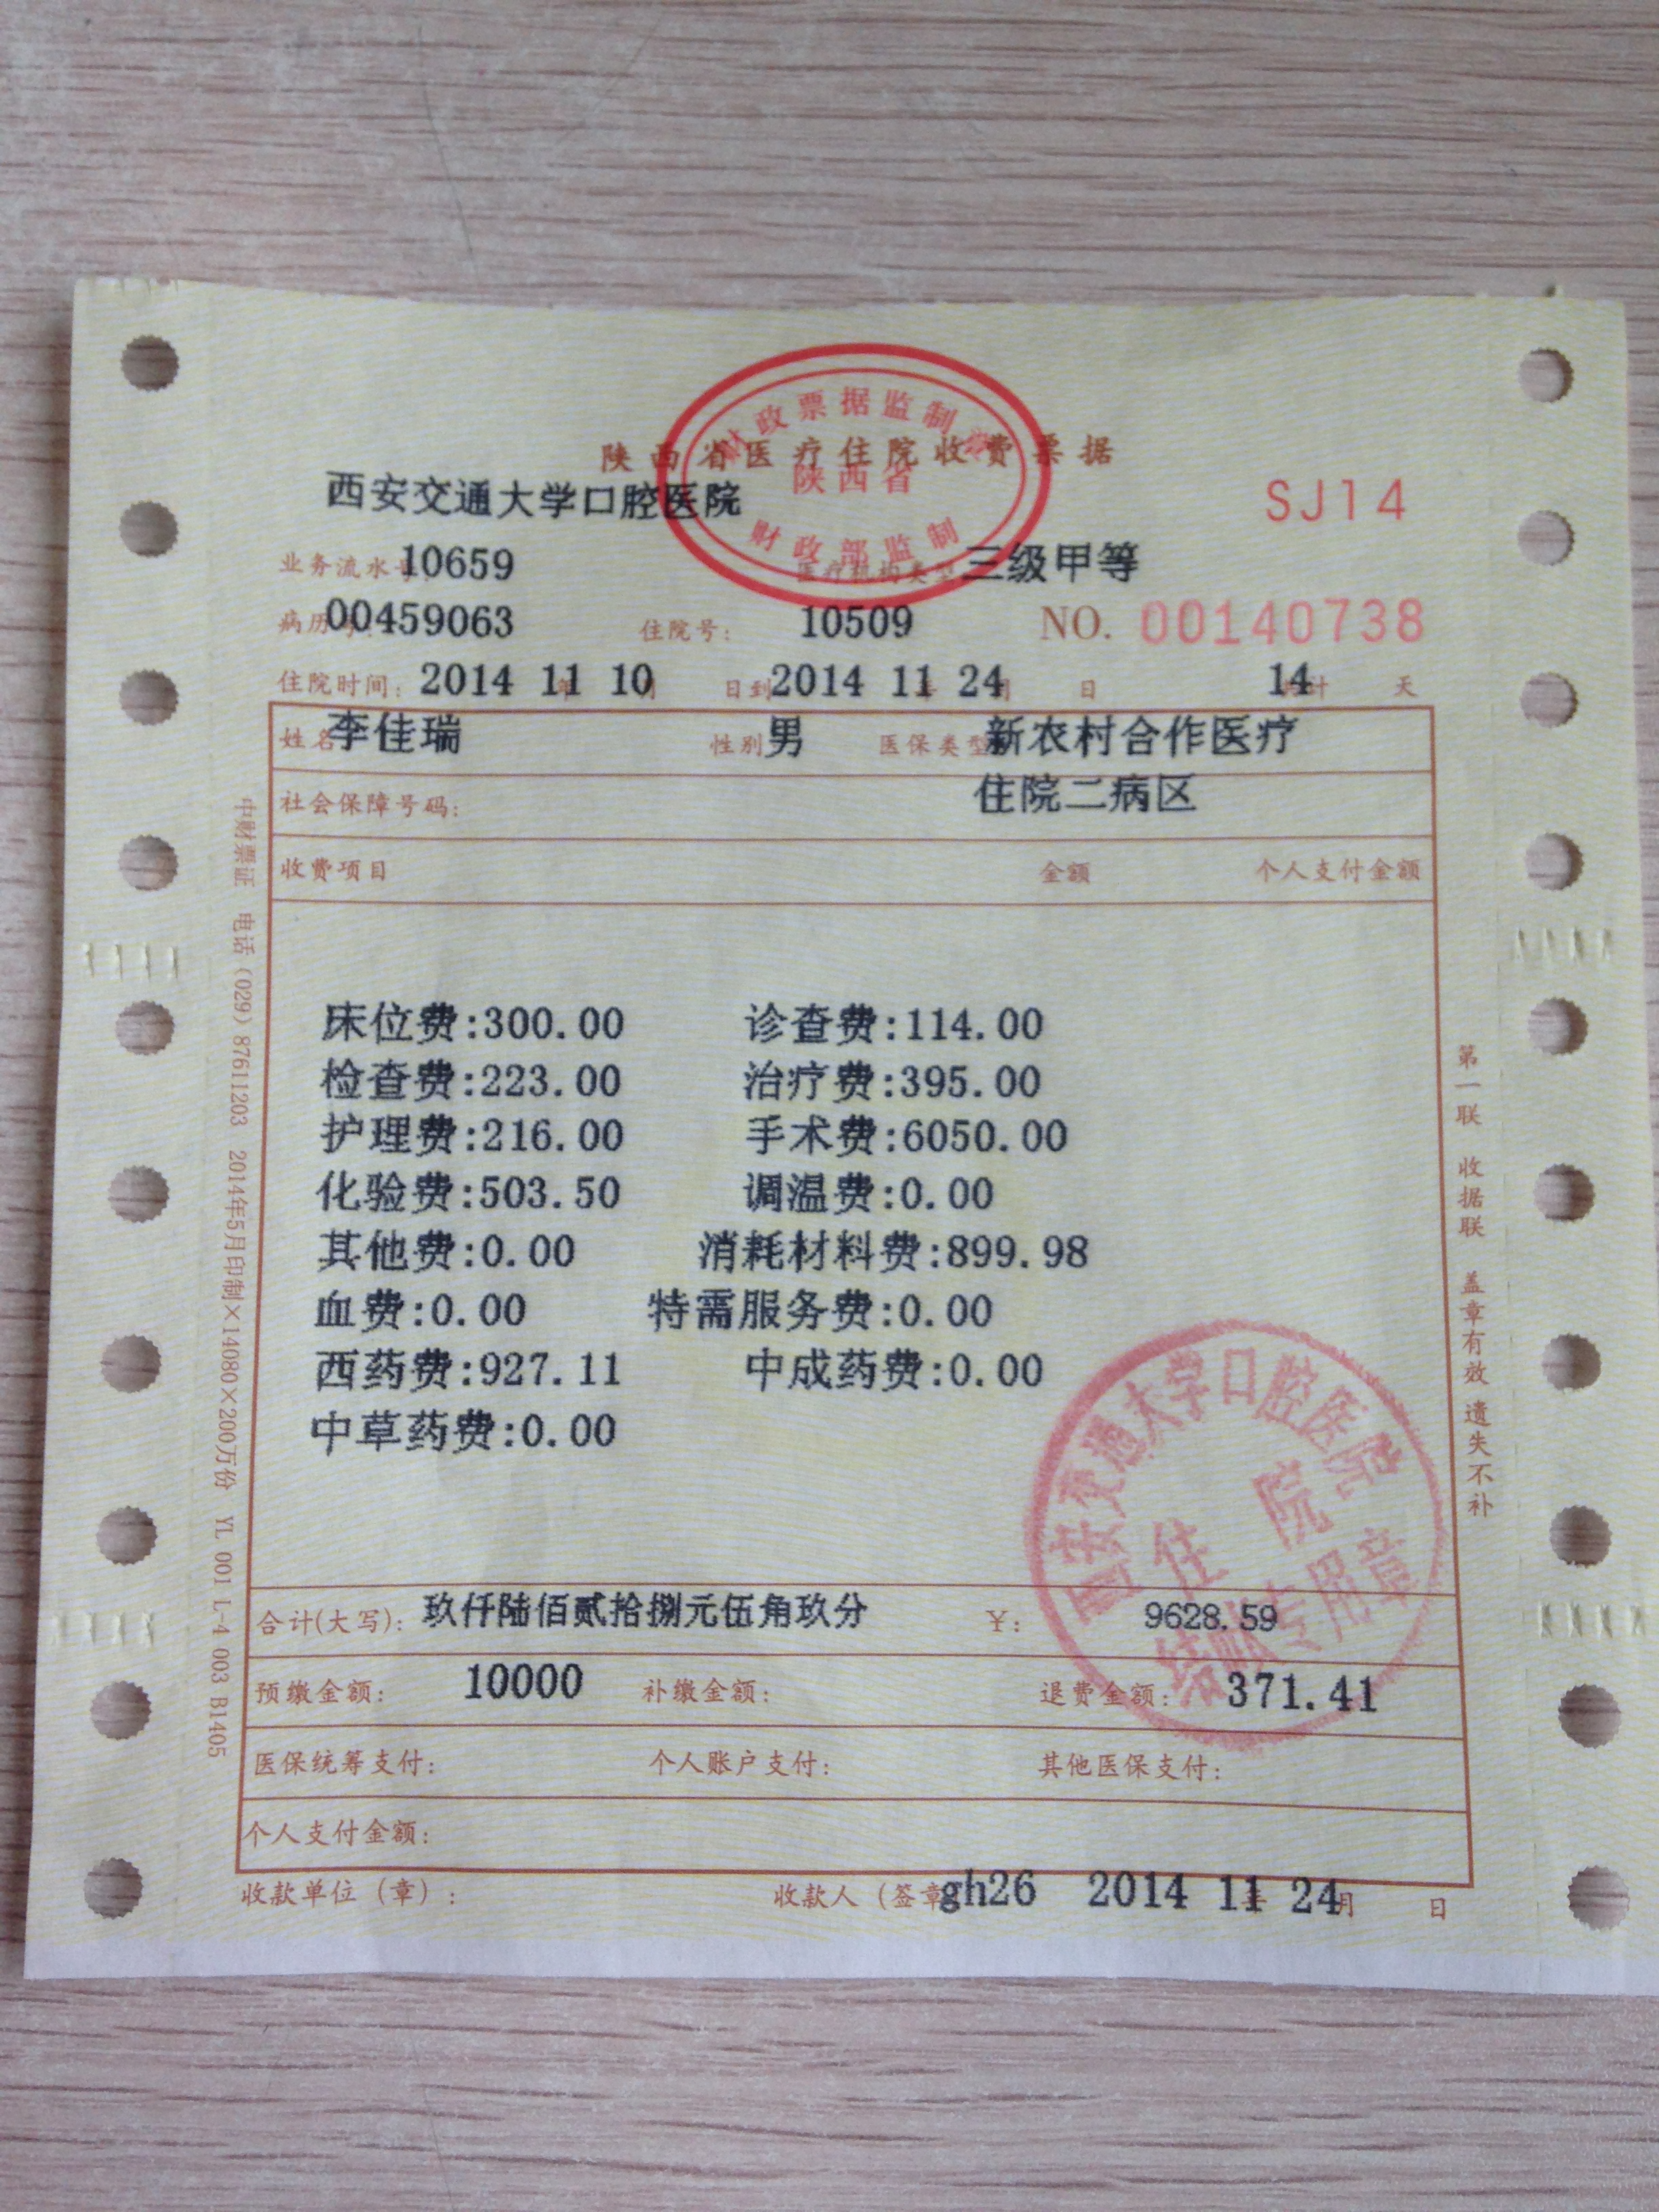 财政票据监制章
陕西省医疗住院收费票据
陕西省
西安交通大学口腔医院
SJ14
财政部监制
业务流水号:10659
医疗机构类型 三级甲等
病历号:00459063 住院号: 10509 NO. 00140738
住院时间: 2014 年 11 月 10 日到 2014 年 11 月 24 日 共计 14 天
姓名 李佳瑞 性别 男 医保类型 新农村合作医疗
社会保障号码: 住院二病区
收费项目 金额 个人支付金额
床位费:300.00 诊查费:114.00
检查费:223.00 治疗费:395.00
护理费:216.00 手术费:6050.00
化验费:503.50 调温费:0.00
其他费:0.00 消耗材料费:899.98
血费:0.00 特需服务费:0.00
西药费:927.11 中成药费:0.00
中草药费:0.00
合计(大写): 玖仟陆佰贰拾捌元伍角玖分 ¥: 9628.59
预缴金额: 10000 补缴金额: 退费金额: 371.41
医保统筹支付: 个人账户支付: 其他医保支付:
个人支付金额:
收款单位（章）: 收款人（签章 gh26 2014 年 11 月 24 日
西安交通大学口腔医院
住院
结账专用章
中财票证 电话（029）87611203 2014年5月印制×14080×200万份 YL 001 L-4 003 B1405
第一联 收据联 盖章有效 遗失不补